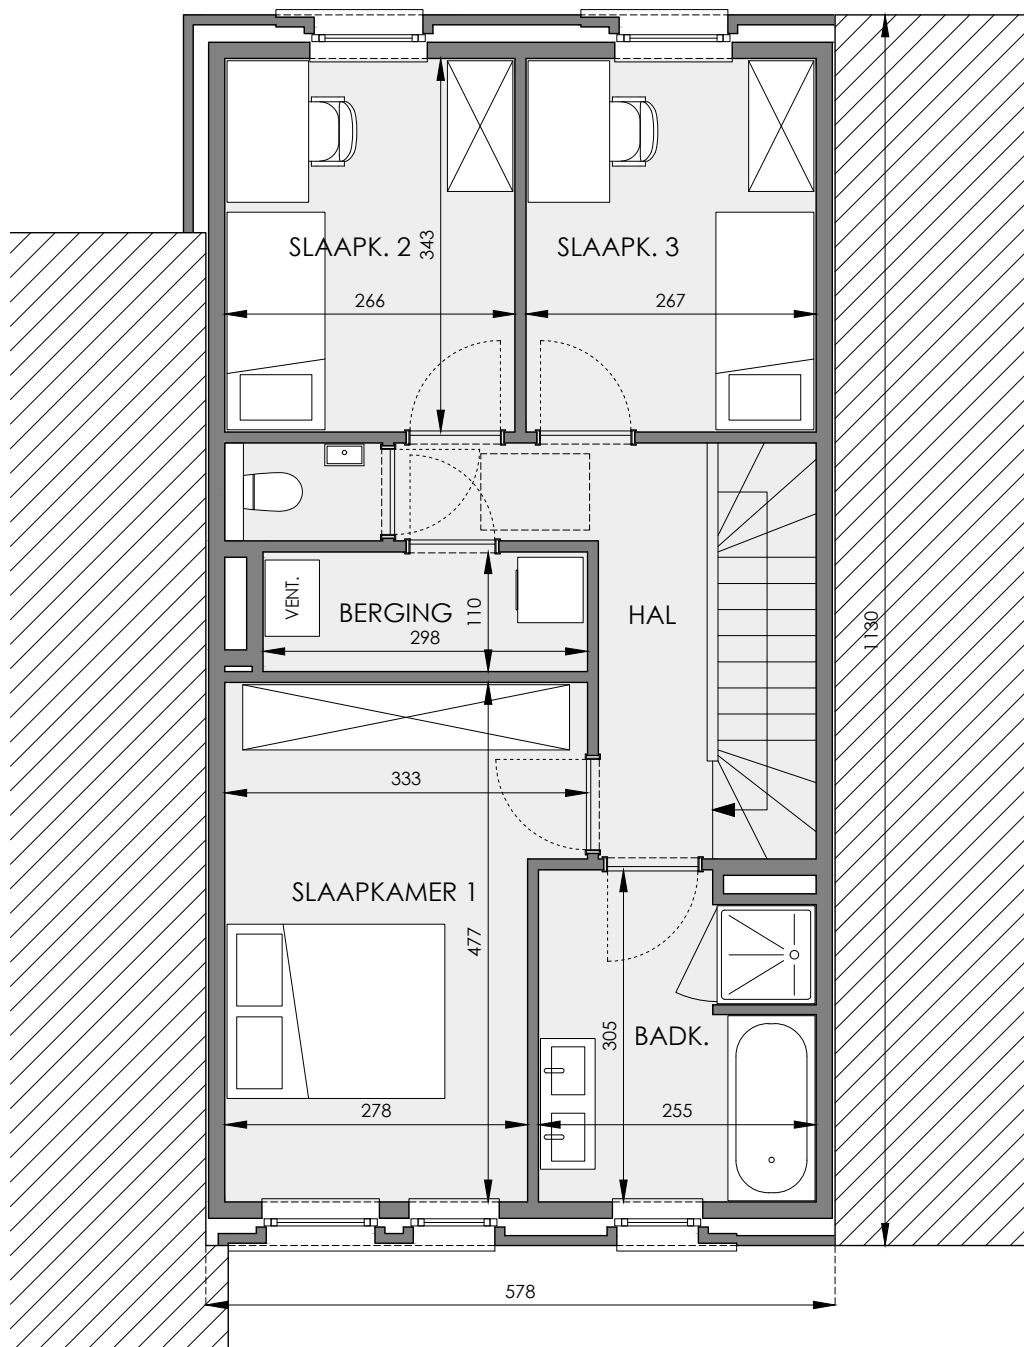 SLAAPK. 2
343
SLAAPK. 3
266
267
VENT.
BERGING
110
HAL
1130
298
333
SLAAPKAMER 1
477
305
BADK.
278
255
578